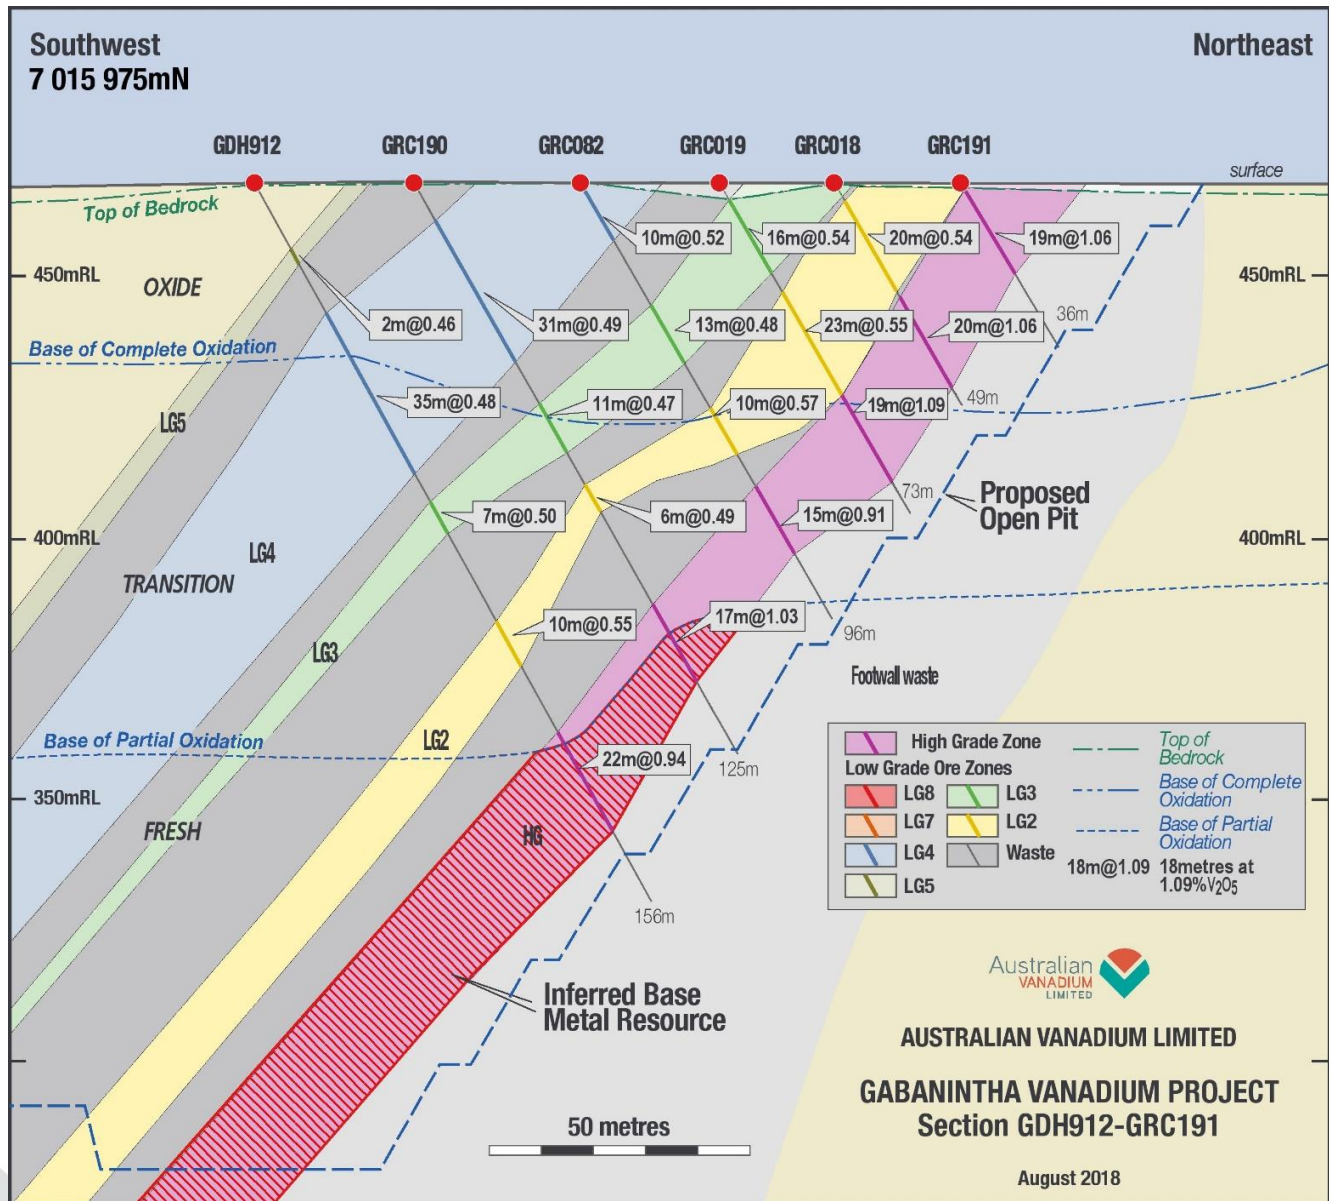 Southwest
7 015 975mN
Northeast
GDH912
GRC190
GRC082
GRC019
GRC018
GRC191
surface
Top of Bedrock
10m@0.52
16m@0.54
20m@0.54
19m@1.06
450mRL
OXIDE
450mRL
2m@0.46
31m@0.49
13m@0.48
23m@0.55
20m@1.06
36m
Base of Complete Oxidation
35m@0.48
11m@0.47
10m@0.57
19m@1.09
49m
LG5
7m@0.50
6m@0.49
15m@0.91
73m
Proposed
Open Pit
400mRL
LG4
400mRL
TRANSITION
10m@0.55
17m@1.03
96m
LG3
Footwall waste
Base of Partial Oxidation
LG2
22m@0.94
125m
350mRL
FRESH
HG
156m
High Grade Zone
Low Grade Ore Zones
LG8
LG3
LG7
LG2
LG4
Waste
LG5
Top of
Bedrock
Base of Complete
Oxidation
Base of Partial
Oxidation
18m@1.09 18metres at
1.09%V₂O₅
Inferred Base
Metal Resource
Australian
VANADIUM
LIMITED
AUSTRALIAN VANADIUM LIMITED
GABANINTHA VANADIUM PROJECT
Section GDH912-GRC191
50 metres
August 2018